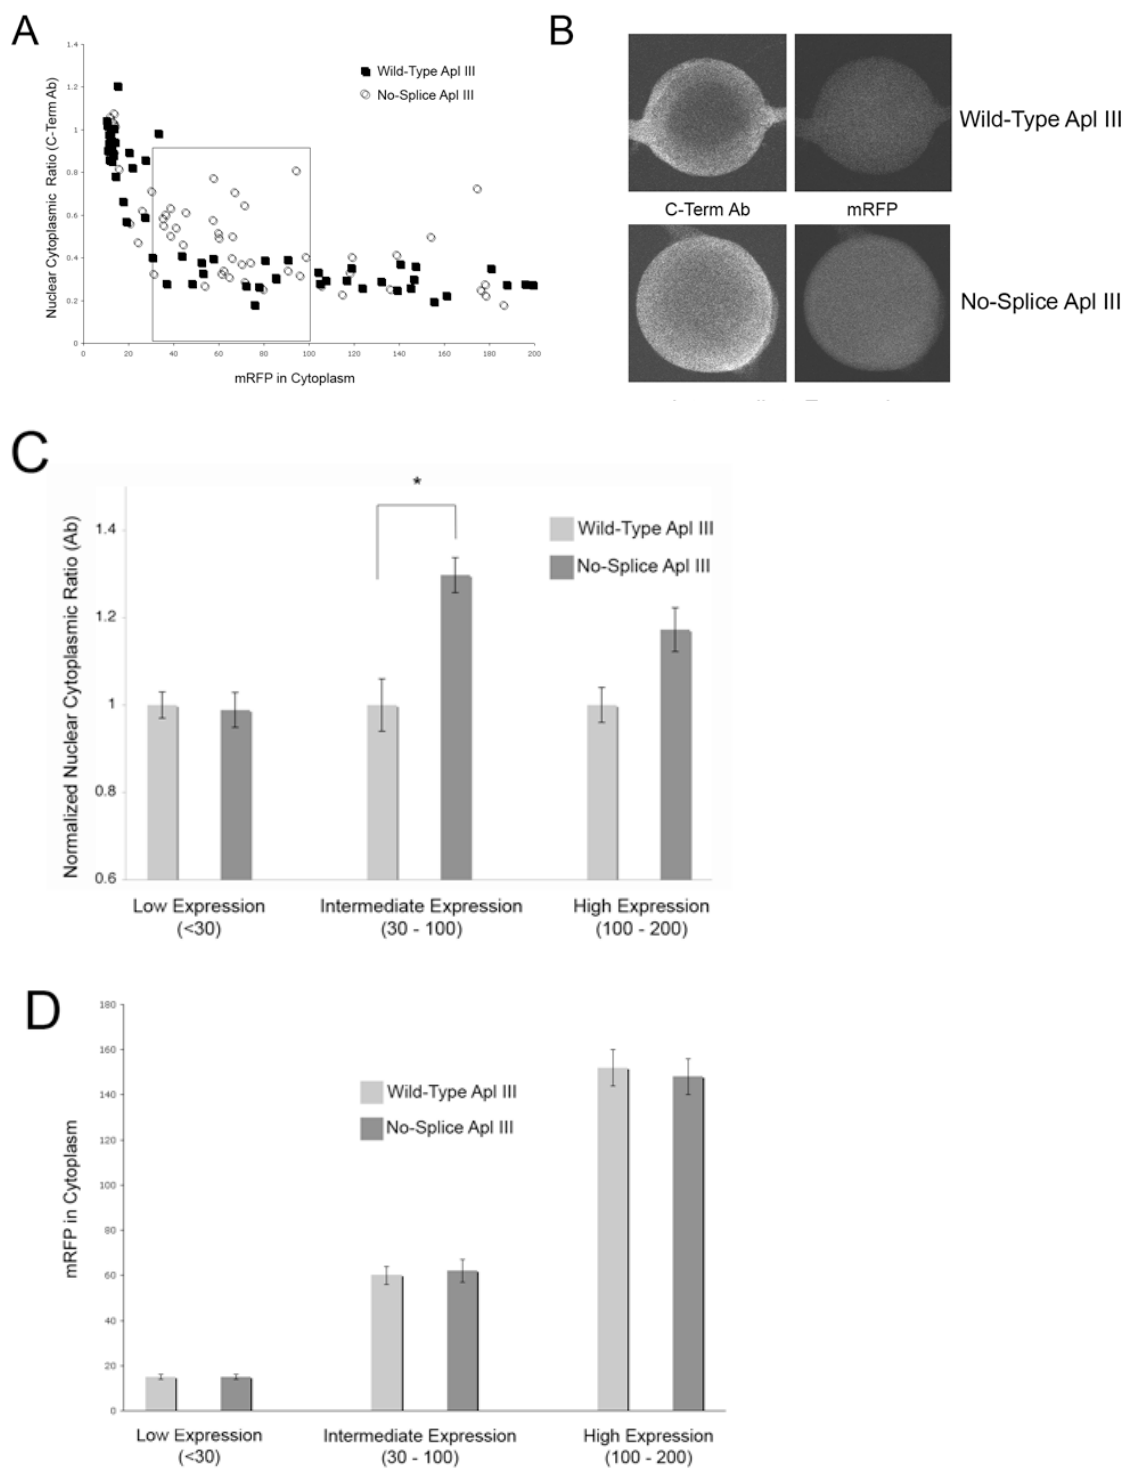 A
Nuclear Cytoplasmic Ratio (C-Term Ab)
1.4
1.2
1
0.8
0.6
0.4
0.2
0
0 20 40 60 80 100 120 140 160 180 200
mRFP in Cytoplasm
Wild-Type Apl III
No-Splice Apl III
B
Wild-Type Apl III
C-Term Ab mRFP
No-Splice Apl III
C
Normalized Nuclear Cytoplasmic Ratio (Ab)
1.4
1.2
1
0.8
0.6
*
Wild-Type Apl III
No-Splice Apl III
Low Expression Intermediate Expression High Expression
(<30) (30 - 100) (100 - 200)
D
mRFP in Cytoplasm
180
160
140
120
100
80
60
40
20
0
Wild-Type Apl III
No-Splice Apl III
Low Expression Intermediate Expression High Expression
(<30) (30 - 100) (100 - 200)